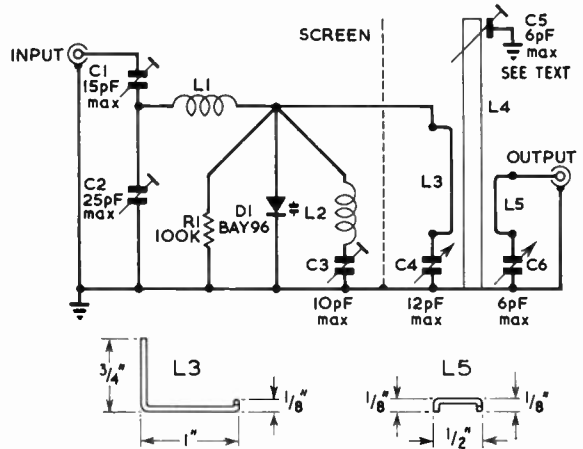 INPUT
C1
15pF
max
L1
SCREEN
C5
6pF
max
SEE TEXT
L4
OUTPUT
C2
25pF
max
R1
100K
D1
BAY96
L2
L3
L5
C3
10pF
max
C4
12pF
max
C6
6pF
max
L3
3/4"
1/8"
1"
L5
1/8"
1/8"
1/2"